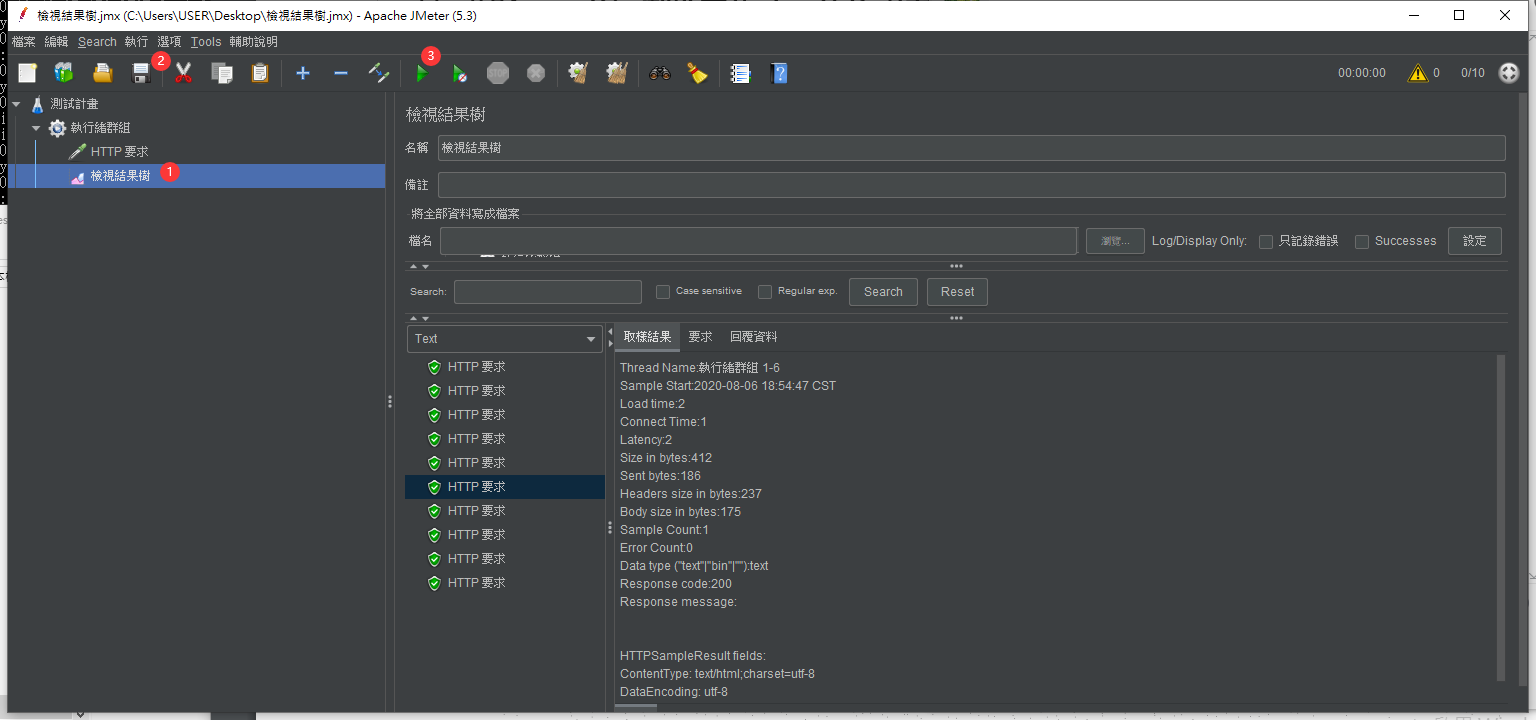 檢視結果樹.jmx (C:\Users\USER\Desktop\檢視結果樹.jmx) - Apache JMeter (5.3)
檔案 編輯 Search 執行 選項 Tools 輔助說明
2 3
STOP 00:00:00 0 0/10
測試計畫
執行緒群組
HTTP 要求
檢視結果樹 1
檢視結果樹
名稱 檢視結果樹
備註
將全部資料寫成檔案
檔名 瀏覽... Log/Display Only: 只記錄錯誤 Successes 設定
Search: Case sensitive Regular exp. Search Reset
Text
HTTP 要求
HTTP 要求
HTTP 要求
HTTP 要求
HTTP 要求
HTTP 要求
HTTP 要求
HTTP 要求
HTTP 要求
HTTP 要求
取樣結果 要求 回覆資料
Thread Name:執行緒群組 1-6
Sample Start:2020-08-06 18:54:47 CST
Load time:2
Connect Time:1
Latency:2
Size in bytes:412
Sent bytes:186
Headers size in bytes:237
Body size in bytes:175
Sample Count:1
Error Count:0
Data type ("text"|"bin"|""):text
Response code:200
Response message:
HTTPSampleResult fields:
ContentType: text/html;charset=utf-8
DataEncoding: utf-8